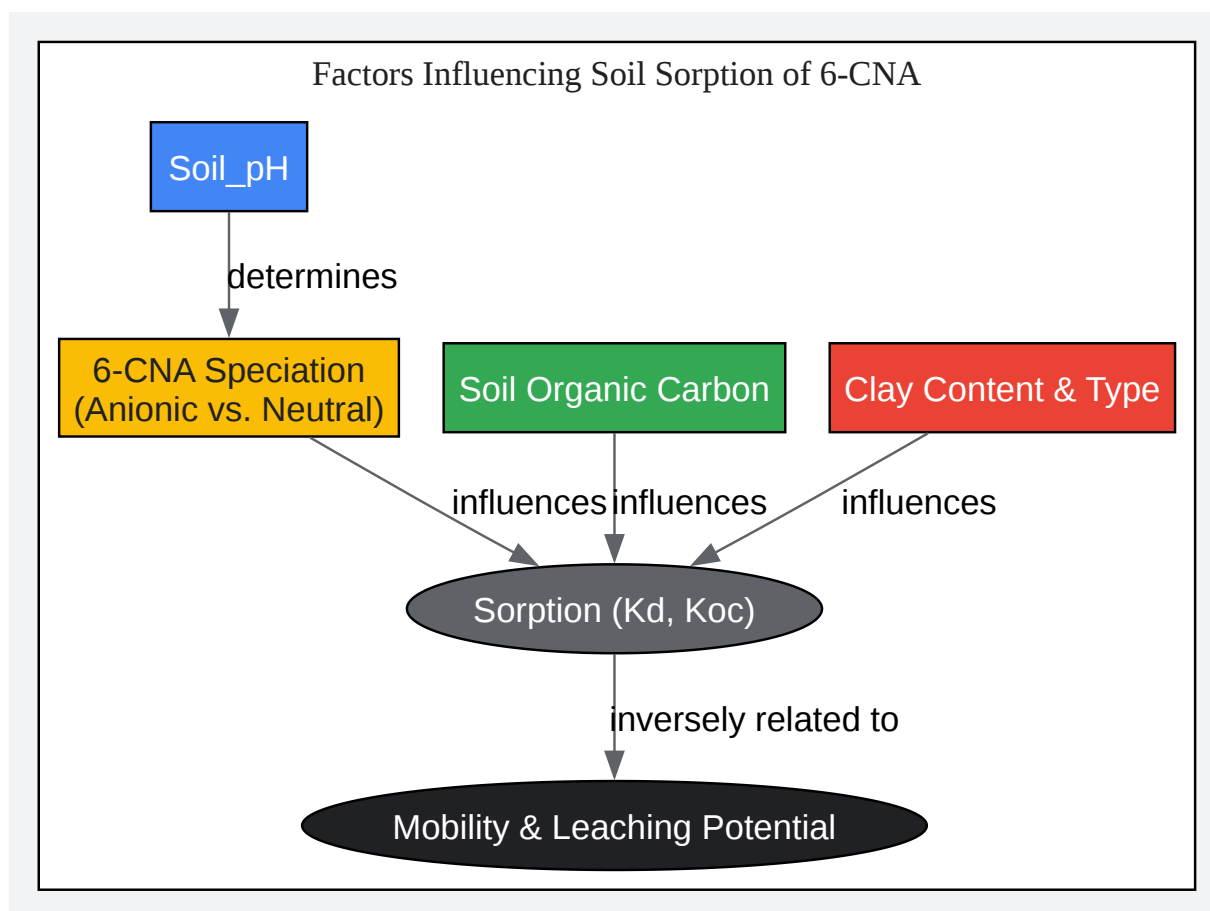 Factors Influencing Soil Sorption of 6-CNA
Soil_pH
determines
6-CNA Speciation
(Anionic vs. Neutral)
Soil Organic Carbon
Clay Content & Type
influences
influences
influences
Sorption (Kd, Koc)
inversely related to
Mobility & Leaching Potential